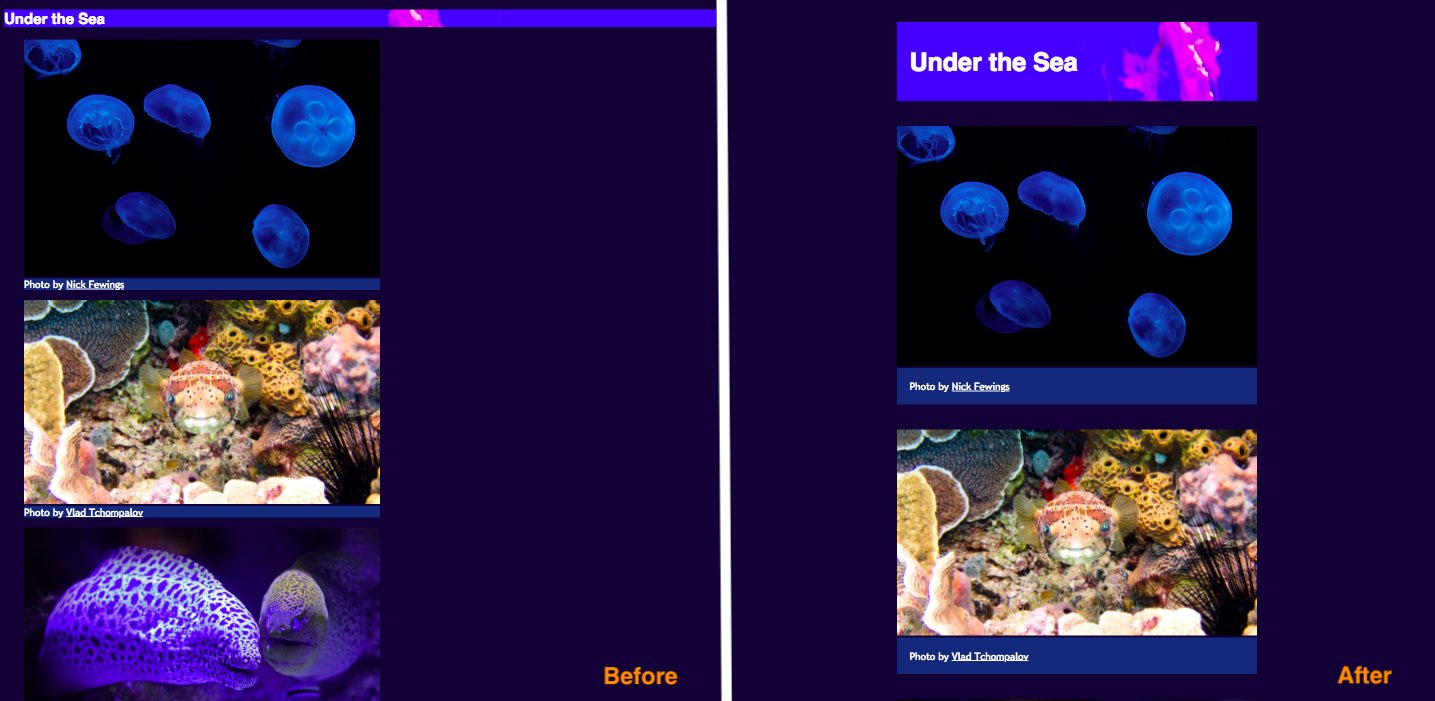 Under the Sea
Photo by Nick Fewings
Photo by Vlad Tchompalov
Before
Under the Sea
Photo by Nick Fewings
Photo by Vlad Tchompalov
After